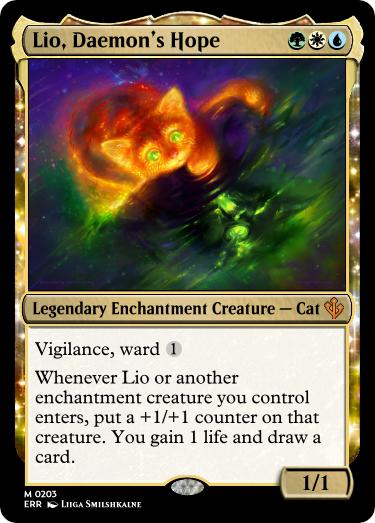 Lio, Daemon's Hope
Legendary Enchantment Creature — Cat
Vigilance, ward 1
Whenever Lio or another
enchantment creature you control
enters, put a +1/+1 counter on that
creature. You gain 1 life and draw a
card.
1/1
M 0203
ERR Liiga Smilshkalne